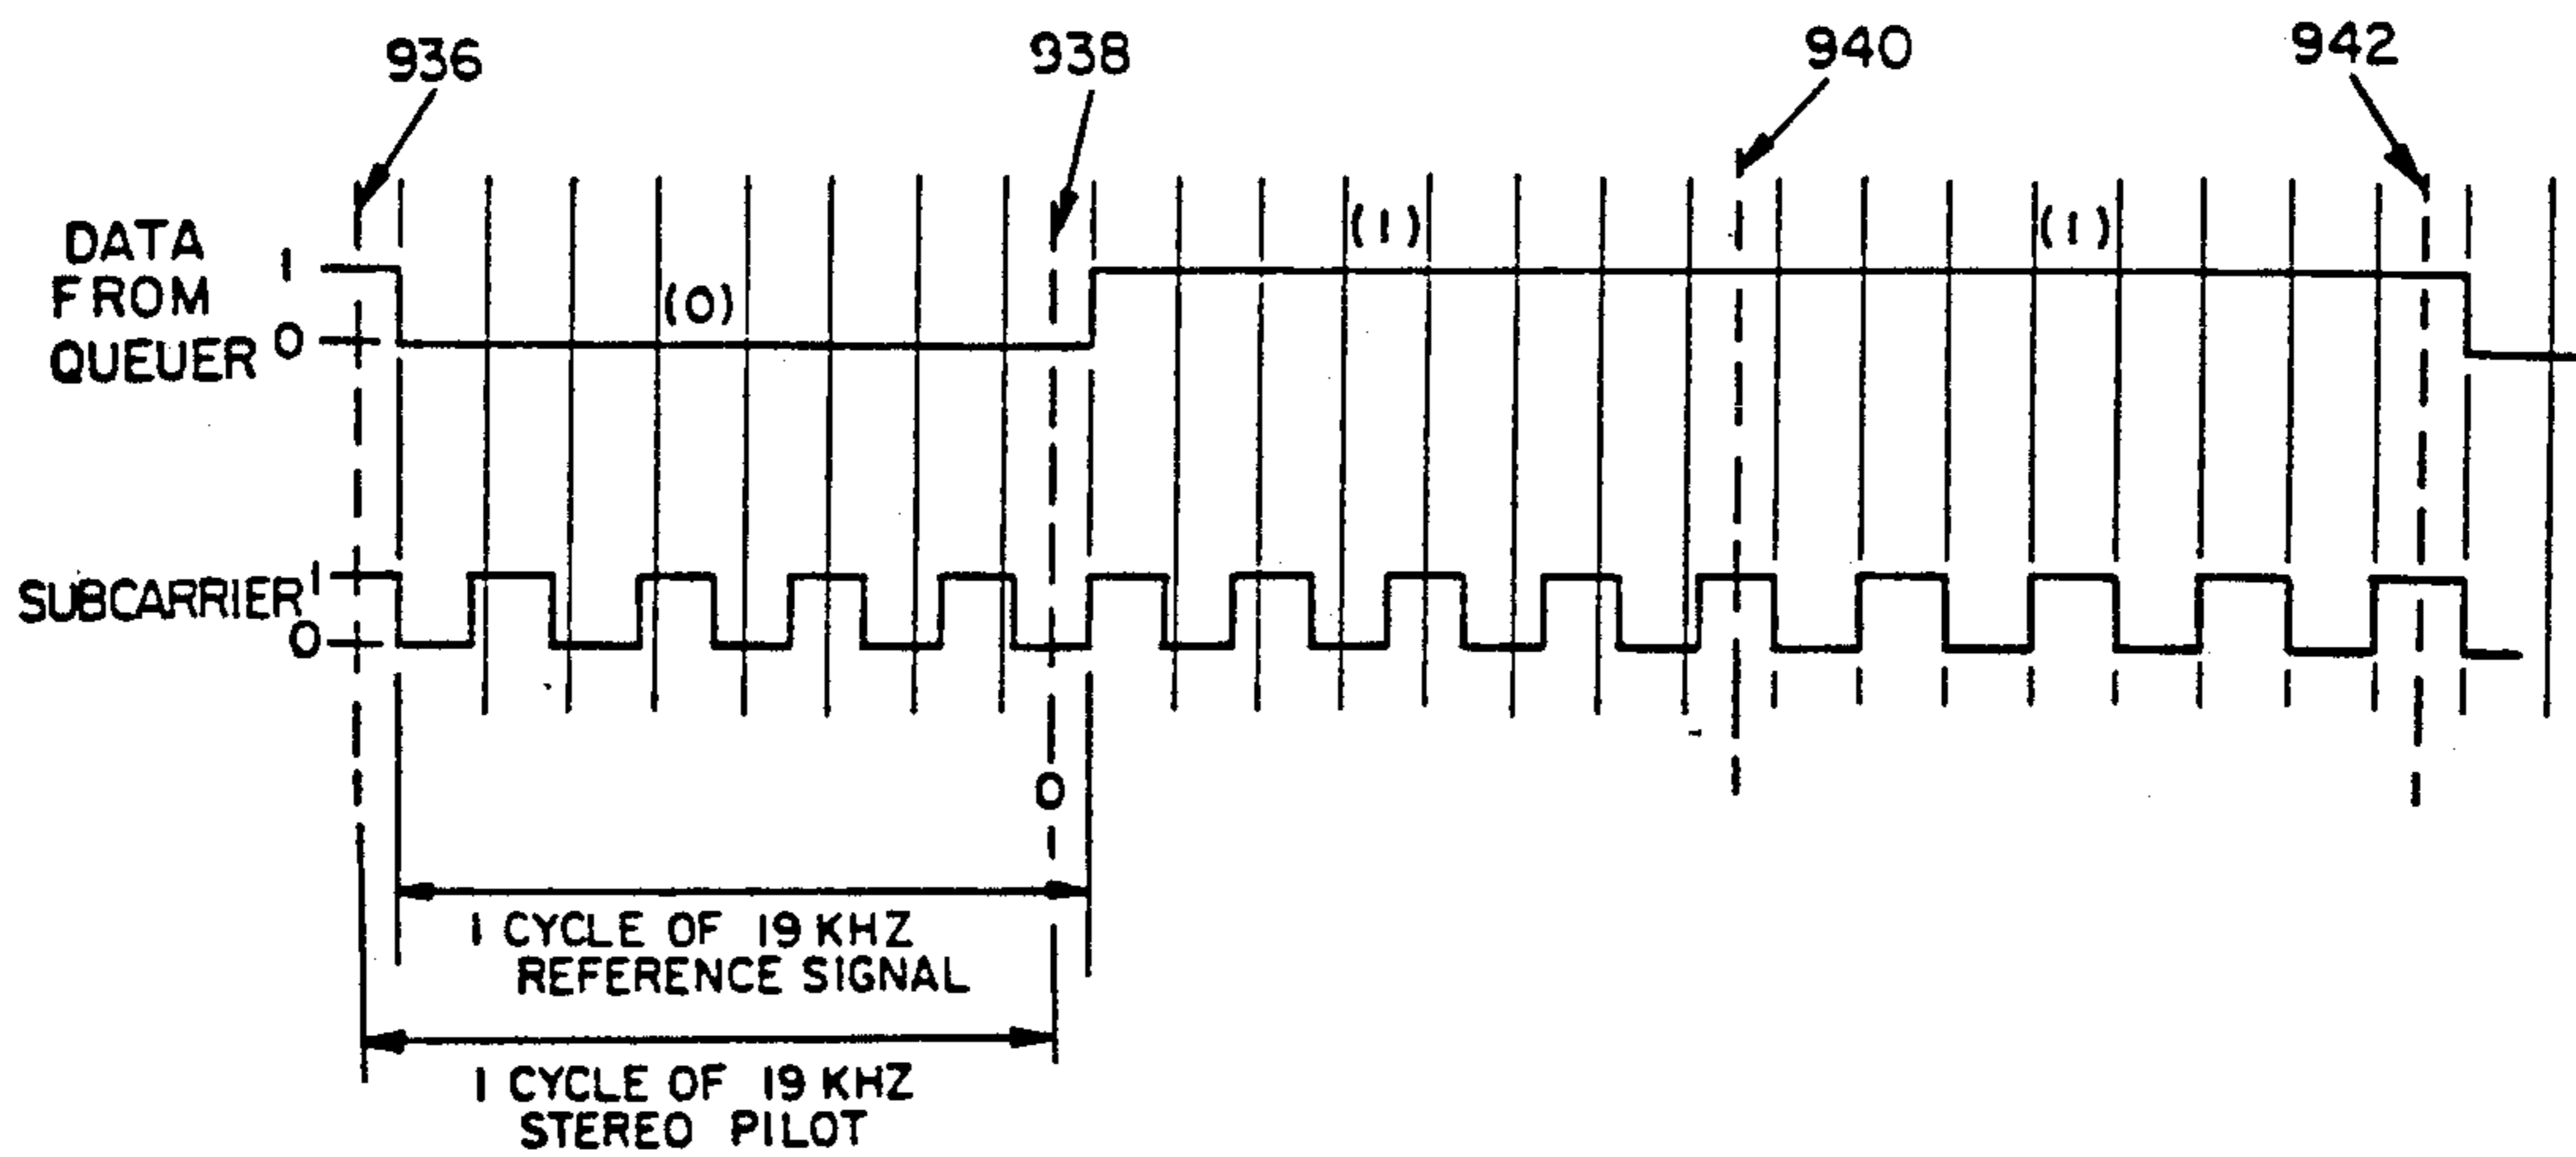 936
938
940
942
DATA
FROM
QUEUER
1
0
(0)
(1)
(1)
SUBCARRIER
1
0
0
1 CYCLE OF 19 KHZ
REFERENCE SIGNAL
1 CYCLE OF 19 KHZ
STEREO PILOT